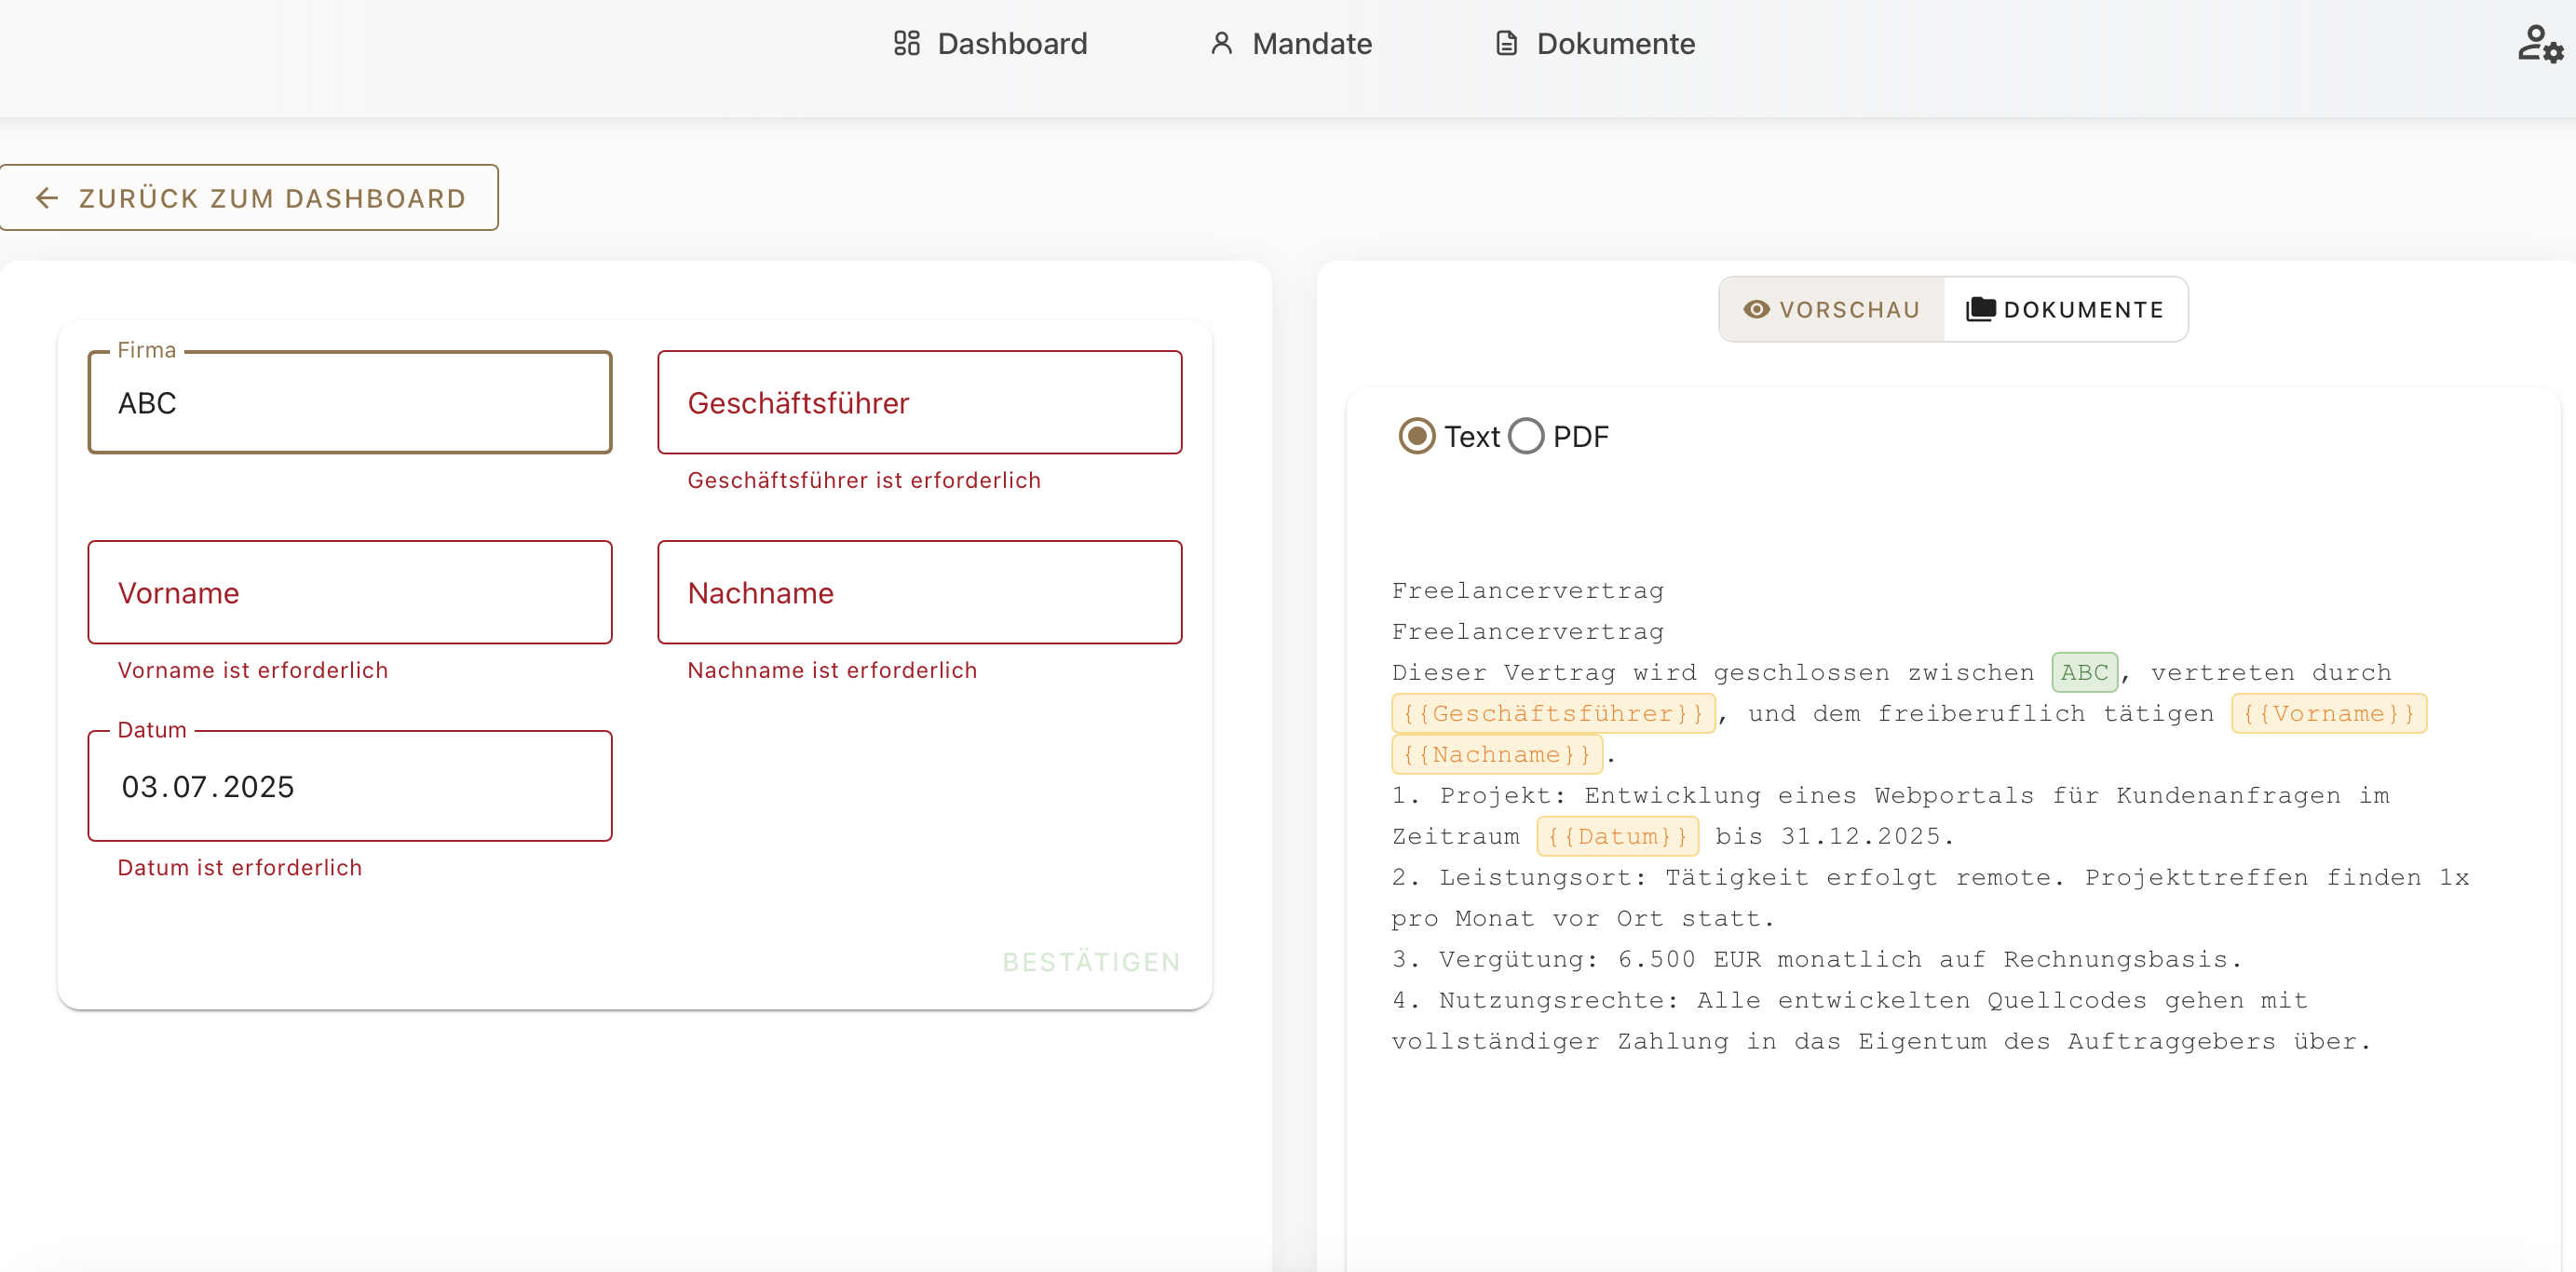 Dashboard
Mandate
Dokumente
ZURÜCK ZUM DASHBOARD
Firma
ABC
Geschäftsführer
Geschäftsführer ist erforderlich
Vorname
Vorname ist erforderlich
Nachname
Nachname ist erforderlich
Datum
03.07.2025
Datum ist erforderlich
BESTÄTIGEN
VORSCHAU
DOKUMENTE
Text
PDF
Freelancervertrag
Freelancervertrag
Dieser Vertrag wird geschlossen zwischen ABC, vertreten durch
{{Geschäftsführer}}, und dem freiberuflich tätigen {{Vorname}}
{{Nachname}}.
1. Projekt: Entwicklung eines Webportals für Kundenanfragen im
Zeitraum {{Datum}} bis 31.12.2025.
2. Leistungsort: Tätigkeit erfolgt remote. Projekttreffen finden 1x
pro Monat vor Ort statt.
3. Vergütung: 6.500 EUR monatlich auf Rechnungsbasis.
4. Nutzungsrechte: Alle entwickelten Quellcodes gehen mit
vollständiger Zahlung in das Eigentum des Auftraggebers über.